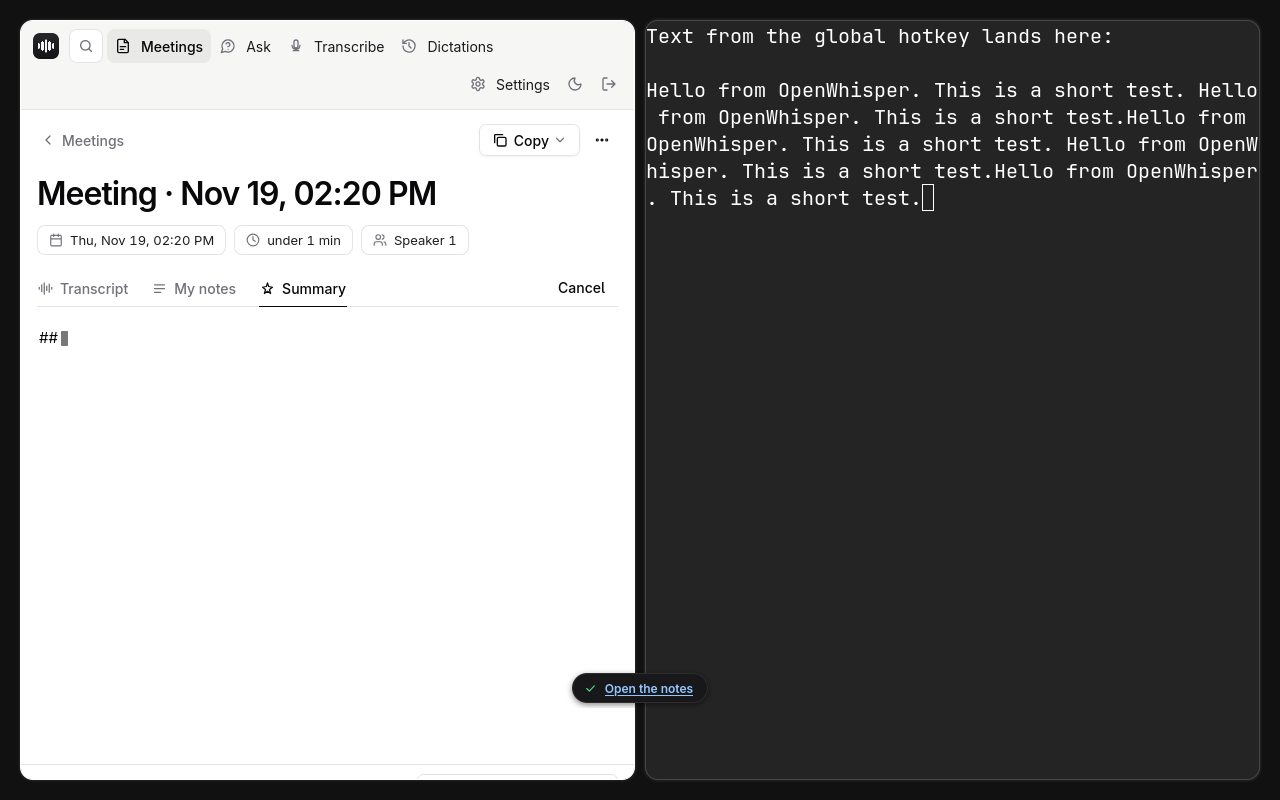 Meetings
Ask
Transcribe
Dictations
Settings
Meetings
Copy
Meeting · Nov 19, 02:20 PM
Thu, Nov 19, 02:20 PM
under 1 min
Speaker 1
Transcript
My notes
Summary
Cancel
##
Open the notes
Text from the global hotkey lands here:
Hello from OpenWhisper. This is a short test. Hello
from OpenWhisper. This is a short test.Hello from
OpenWhisper. This is a short test. Hello from OpenW
hisper. This is a short test.Hello from OpenWhisper
. This is a short test.